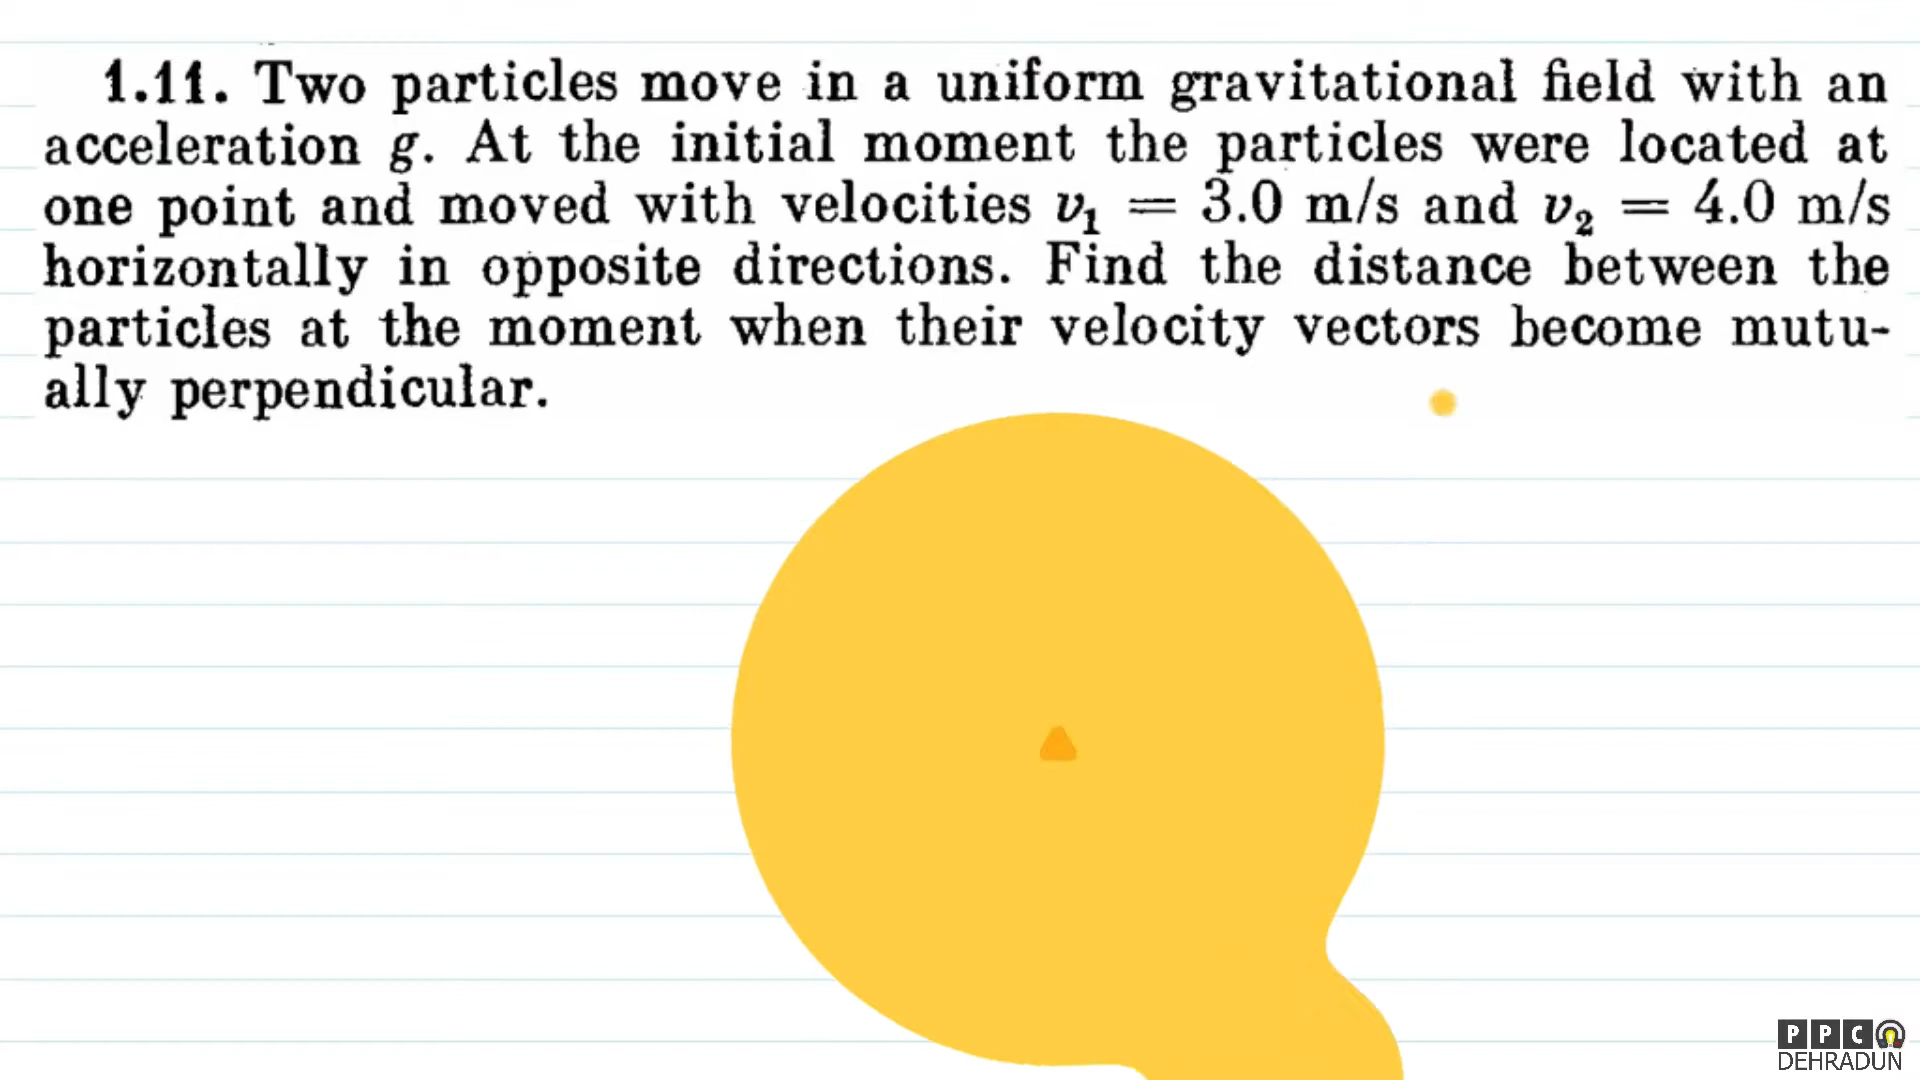 1.11. Two particles move in a uniform gravitational field with an
acceleration g. At the initial moment the particles were located at
one point and moved with velocities v₁ = 3.0 m/s and v₂ = 4.0 m/s
horizontally in opposite directions. Find the distance between the
particles at the moment when their velocity vectors become mutu-
ally perpendicular.
PPC
DEHRADUN